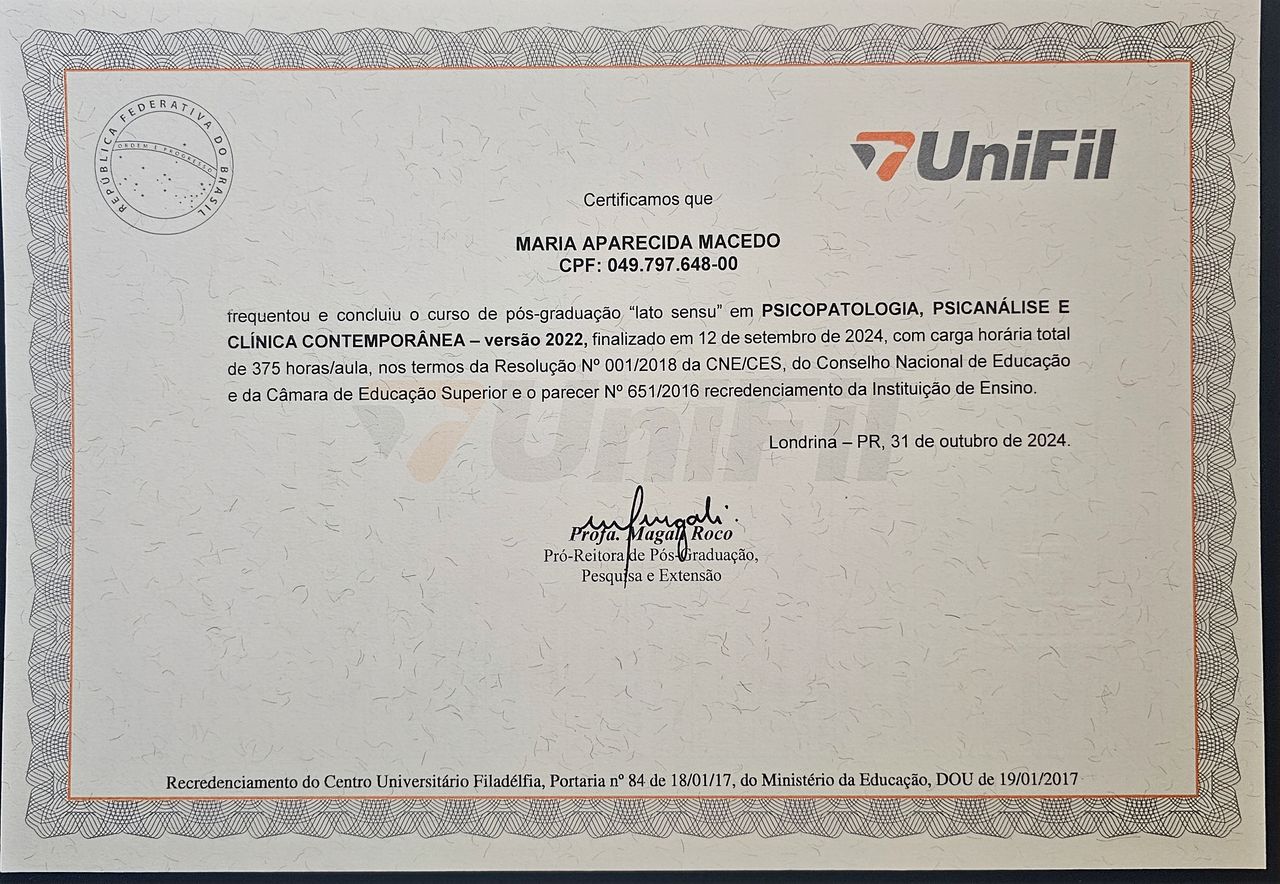 REPÚBLICA FEDERATIVA DO BRASIL
ORDEM E PROGRESSO
UniFil
Certificamos que
MARIA APARECIDA MACEDO
CPF: 049.797.648-00
frequentou e concluiu o curso de pós-graduação “lato sensu” em PSICOPATOLOGIA, PSICANÁLISE E
CLÍNICA CONTEMPORÂNEA – versão 2022, finalizado em 12 de setembro de 2024, com carga horária total
de 375 horas/aula, nos termos da Resolução Nº 001/2018 da CNE/CES, do Conselho Nacional de Educação
e da Câmara de Educação Superior e o parecer Nº 651/2016 recredenciamento da Instituição de Ensino.
UniFil
Londrina – PR, 31 de outubro de 2024.
Profa. Magali Roco
Pró-Reitora de Pós-Graduação,
Pesquisa e Extensão
Recredenciamento do Centro Universitário Filadélfia, Portaria nº 84 de 18/01/17, do Ministério da Educação, DOU de 19/01/2017